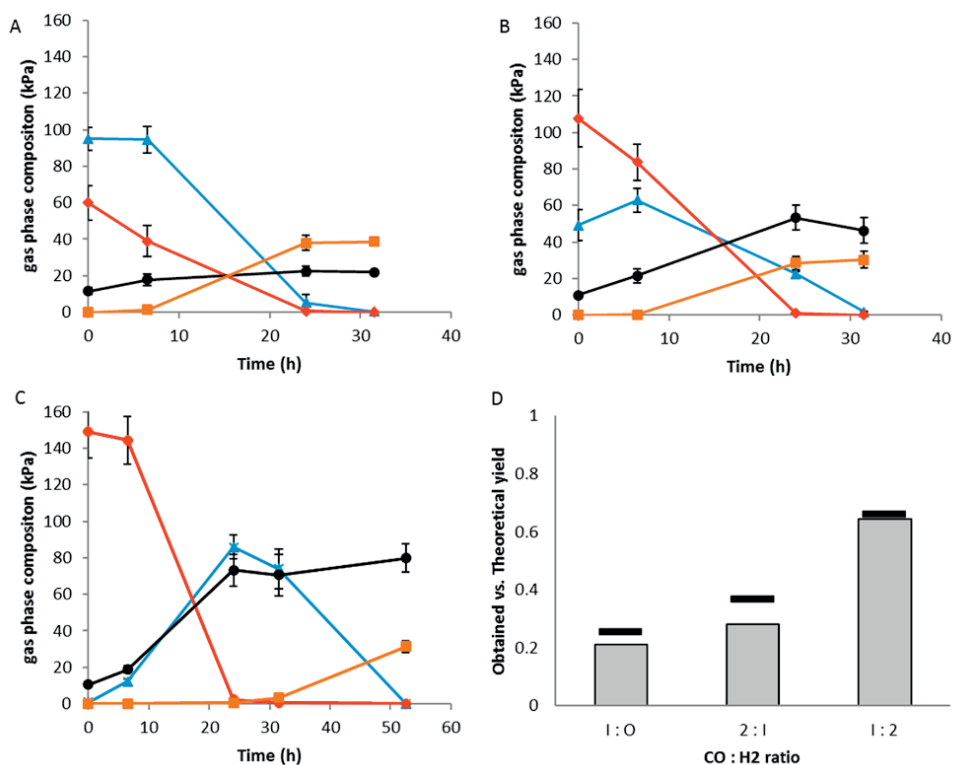 A
gas phase compositon (kPa)
160
140
120
100
80
60
40
20
0
0 10 20 30 40
Time (h)
B
gas phase compositon (kPa)
160
140
120
100
80
60
40
20
0
0 10 20 30 40
Time (h)
C
gas phase compositon (kPa)
160
140
120
100
80
60
40
20
0
0 10 20 30 40 50 60
Time (h)
D
Obtained vs. Theoretical yield
1
0.8
0.6
0.4
0.2
0
I : O 2 : I I : 2
CO : H2 ratio